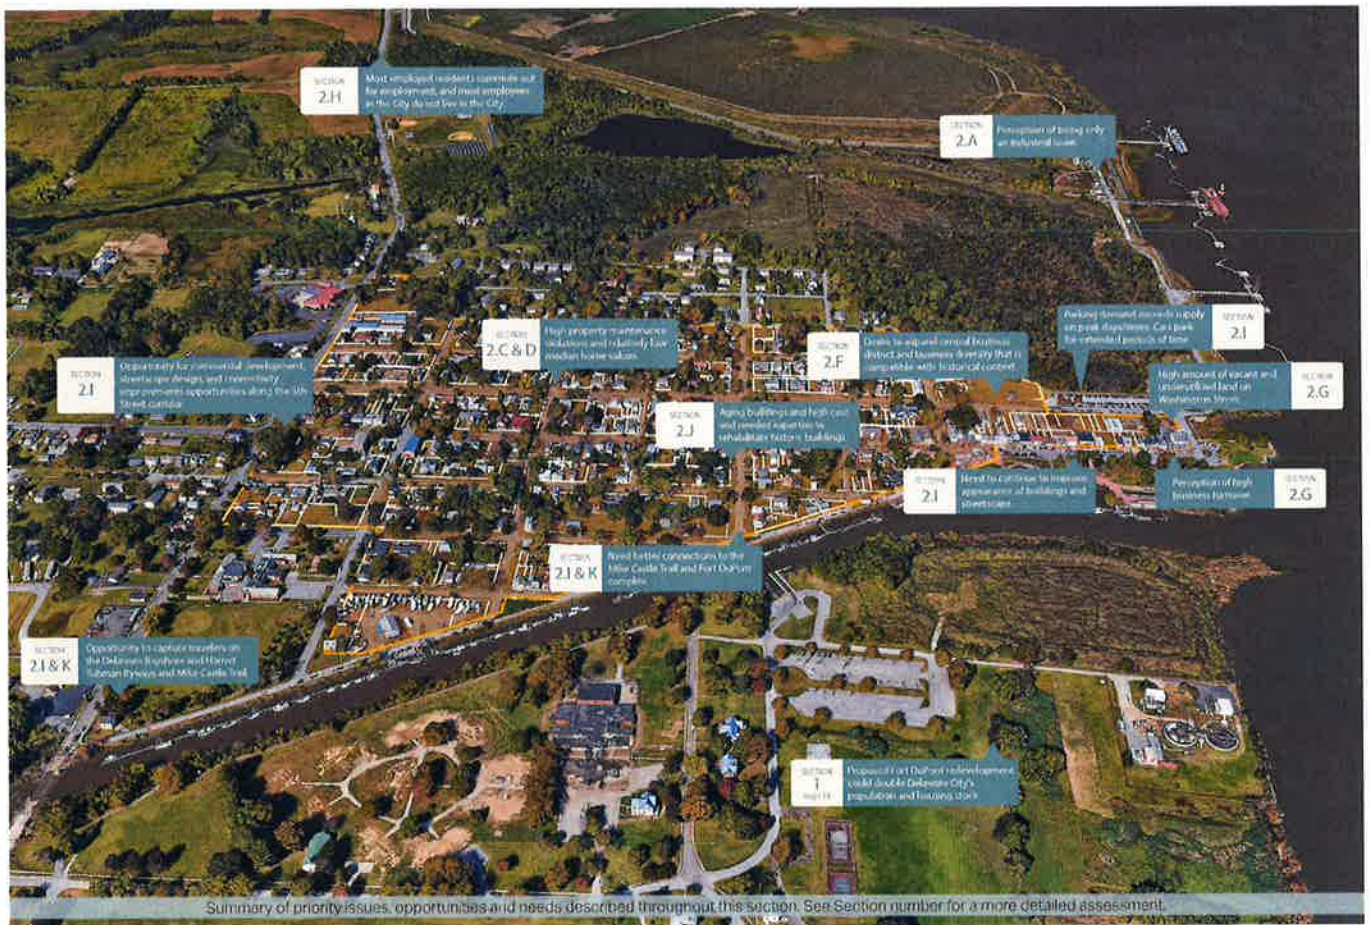 SECTION
2.H
Most employed residents commute out
for employment, and most employees
in the City do not live in the City.
SECTION
2.A
Perception of being only
an industrial town.
SECTION
2.C & D
High property maintenance
violations and relatively low
median home values.
SECTION
2.F
Desire to expand central business
district and business diversity that is
compatible with historical context.
Parking demand exceeds supply
on peak days/times. Cars park
for extended periods of time.
SECTION
2.I
SECTION
2.I
Opportunity for commercial development,
streetscape design, and connectivity
improvements opportunities along the 5th
Street corridor.
High amount of vacant and
underutilized land on
Washington Street.
SECTION
2.G
SECTION
2.J
Aging buildings and high cost
and needed expertise to
rehabilitate historic buildings.
SECTION
2.I
Need to continue to improve
appearance of buildings and
streetscape.
Perception of high
business turnover.
SECTION
2.G
SECTION
2.I & K
Need better connections to the
Mike Castle Trail and Fort DuPont
complex.
SECTION
2.I & K
Opportunity to capture travelers on
the Delaware Bayshore and Harriet
Tubman Byways and Mike Castle Trail.
SECTION
1
Proposed Fort DuPont redevelopment
could double Delaware City's
population and housing stock.
Summary of priority issues, opportunities and needs described throughout this section. See Section number for a more detailed assessment.